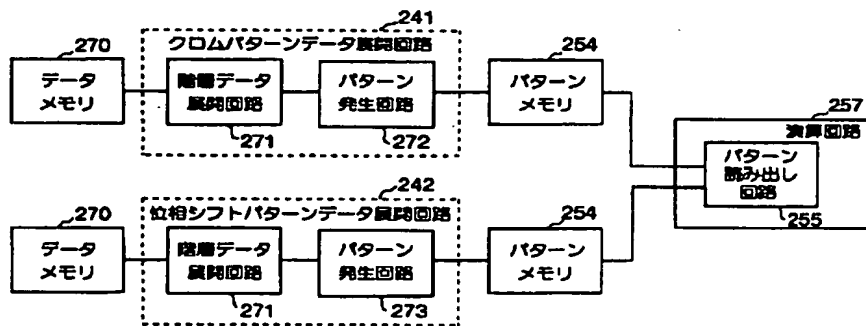 241
270
クロムパターンデータ展開回路
254
データ
メモリ
階層データ
展開回路
パターン
発生回路
パターン
メモリ
257
演算回路
271
272
パターン
読み出し
回路
242
255
270
位相シフトパターンデータ展開回路
254
データ
メモリ
階層データ
展開回路
パターン
発生回路
パターン
メモリ
271
273